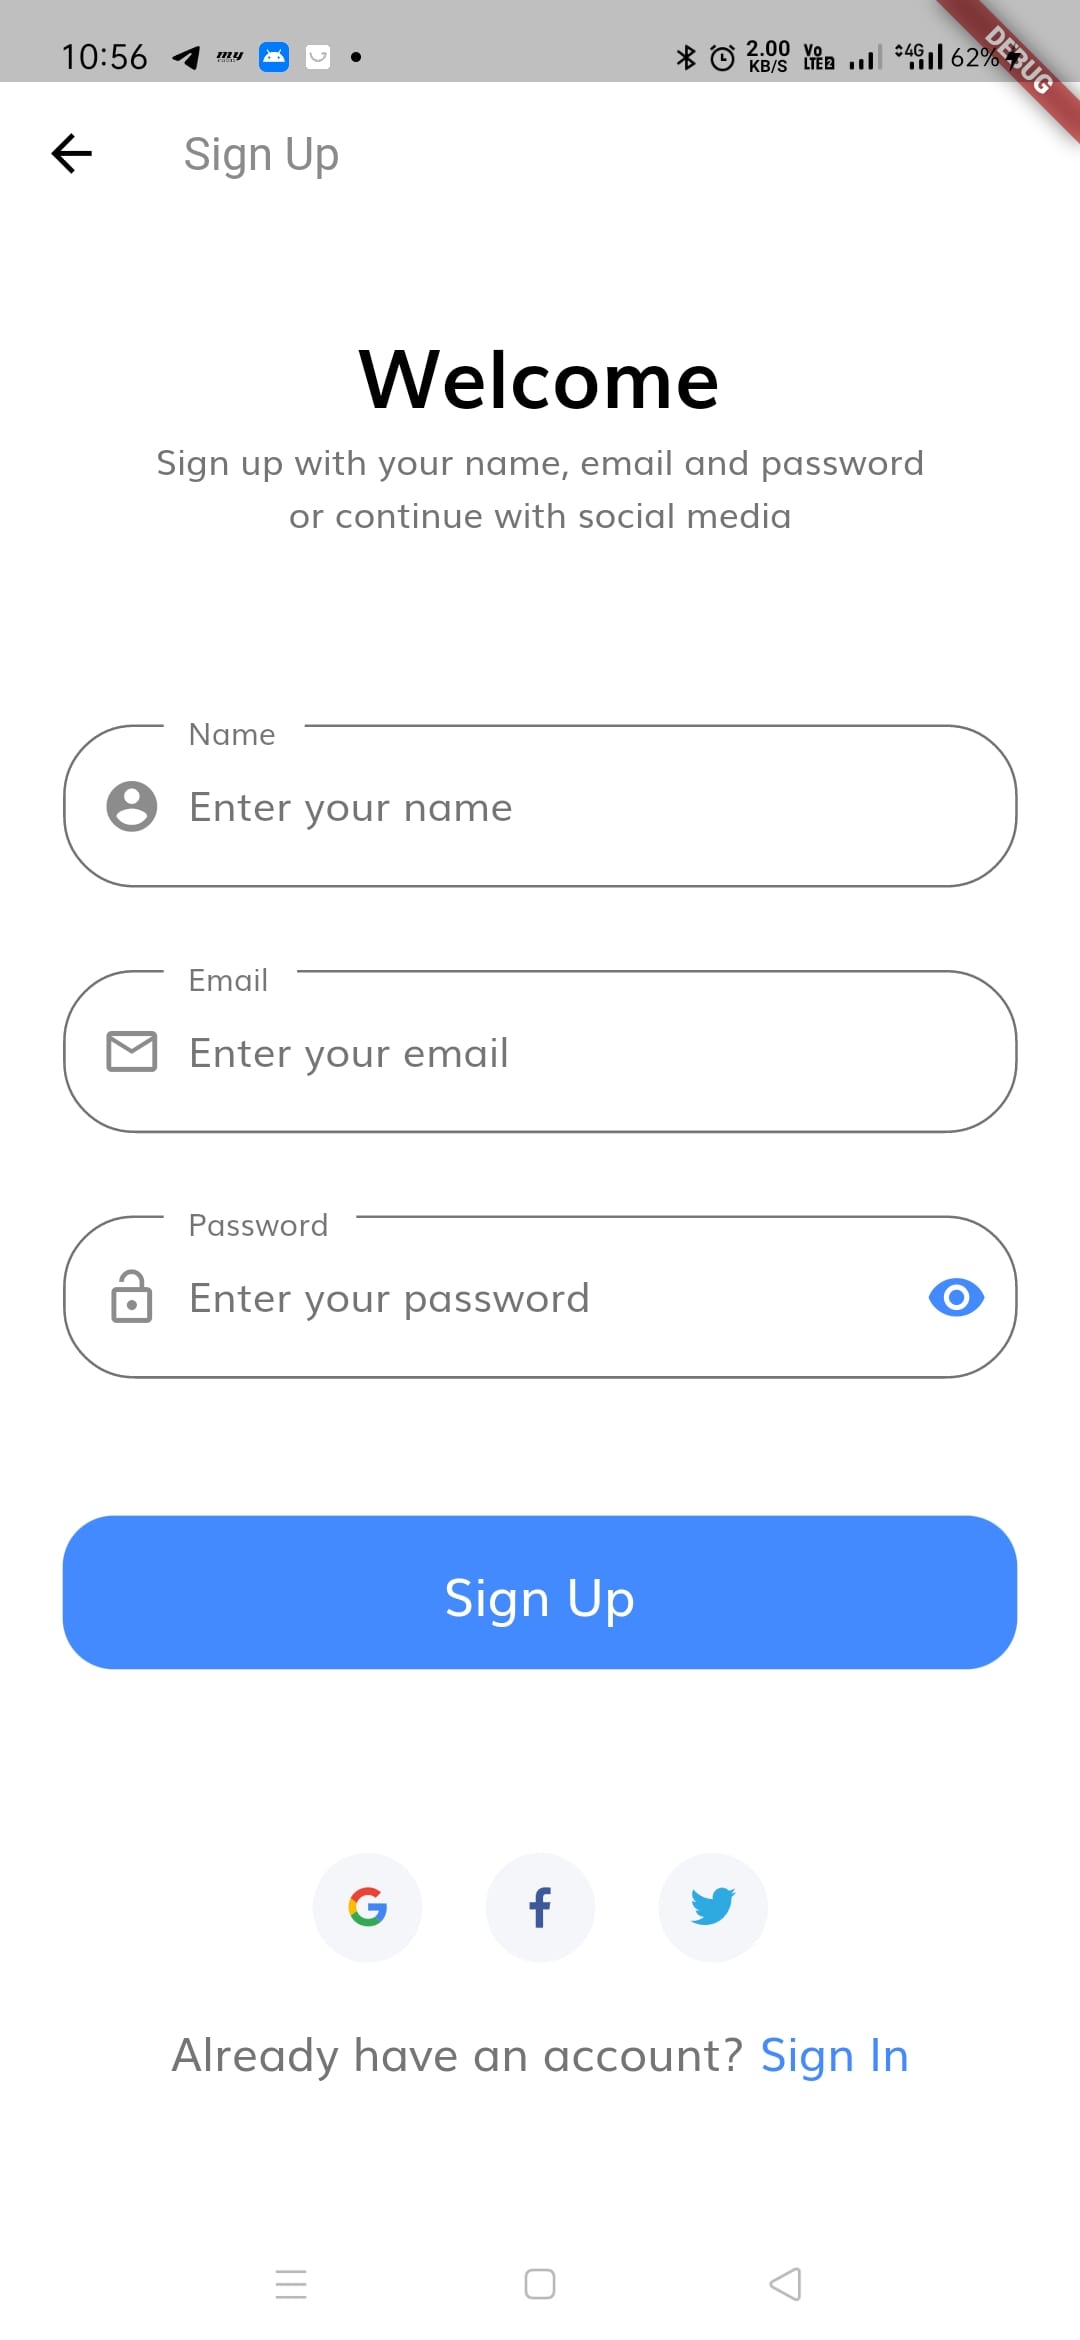 10:56 my 2.00 KB/S Vo LTE 2 4G 62%
DEBUG
Sign Up
Welcome
Sign up with your name, email and password
or continue with social media
Name
Enter your name
Email
Enter your email
Password
Enter your password
Sign Up
Already have an account? Sign In